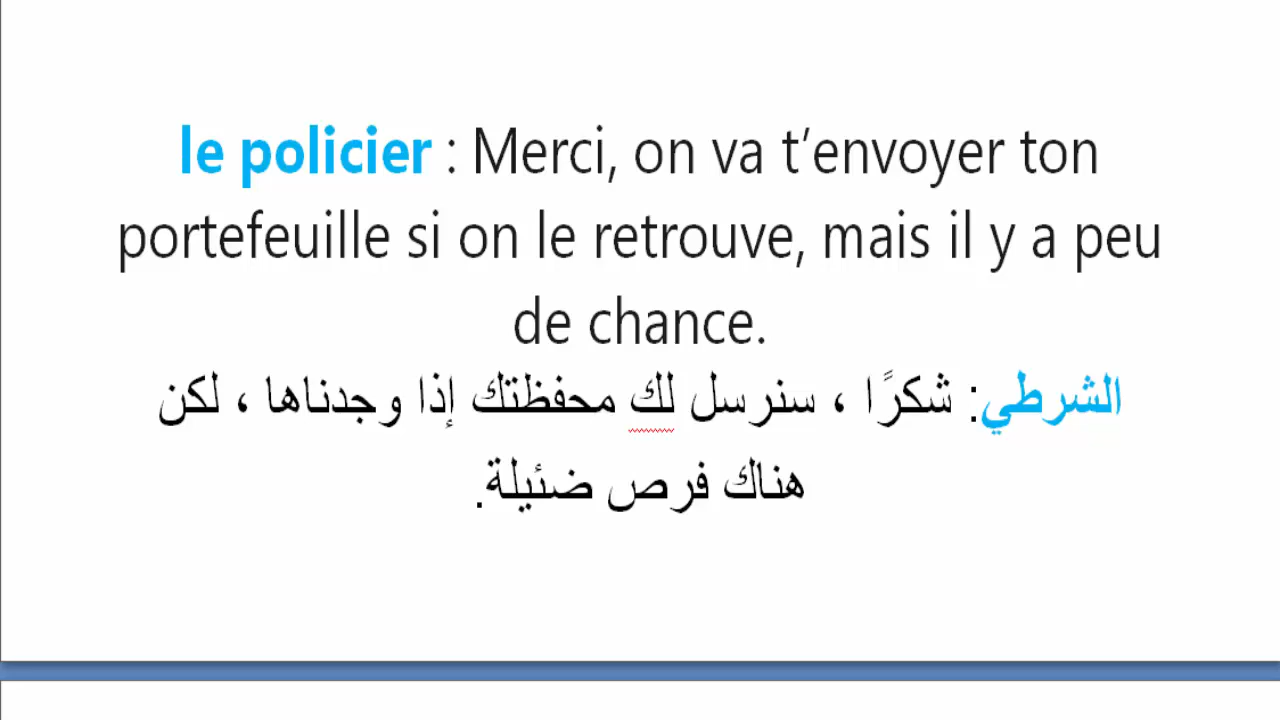 le policier : Merci, on va t’envoyer ton
portefeuille si on le retrouve, mais il y a peu
de chance.
الشرطي: شكرًا ، سنرسل لك محفظتك إذا وجدناها ، لكن
هناك فرص ضئيلة.